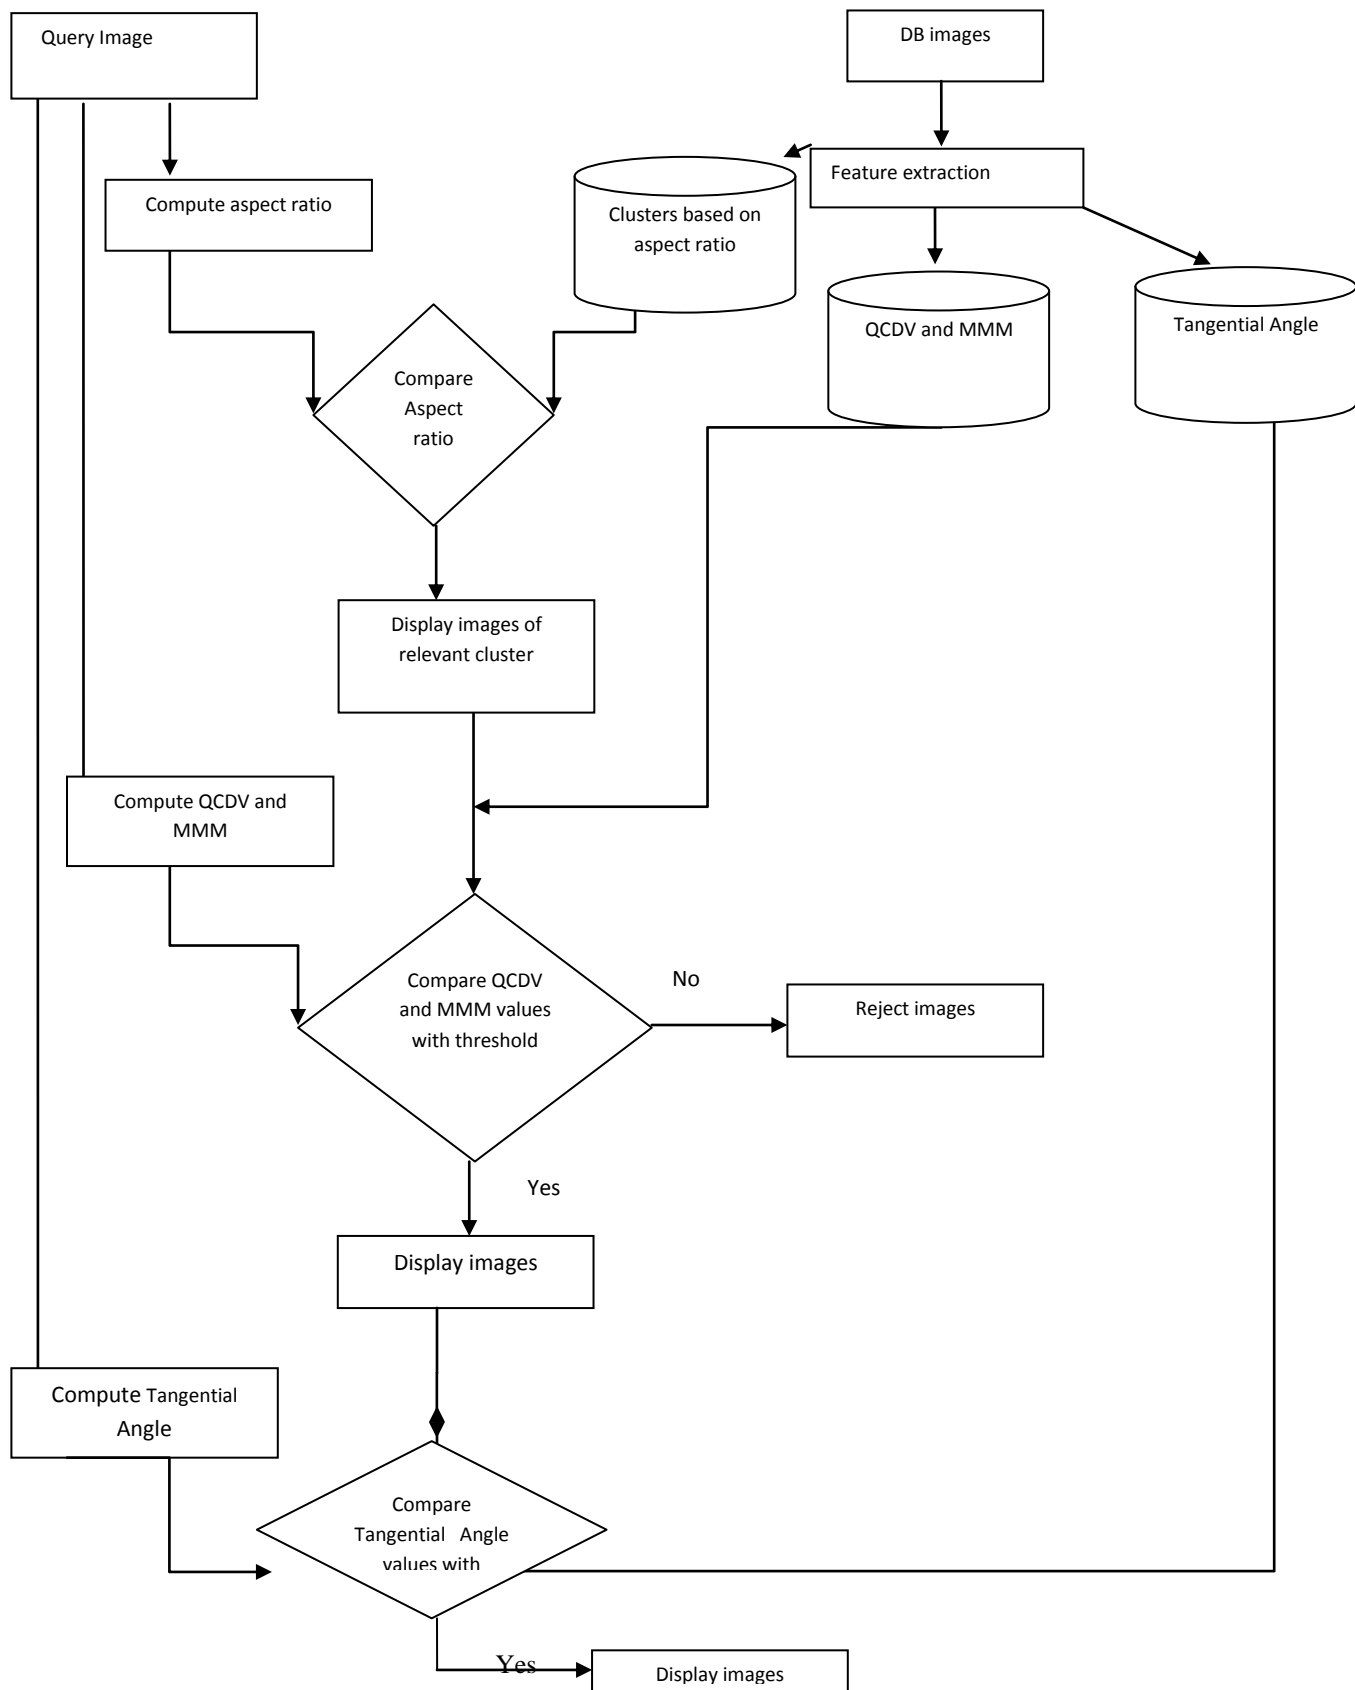 Query Image
DB images
Feature extraction
Compute aspect ratio
Clusters based on
aspect ratio
QCDV and MMM
Tangential Angle
Compare
Aspect
ratio
Display images of
relevant cluster
Compute QCDV and
MMM
Compare QCDV
and MMM values
with threshold
No
Reject images
Yes
Display images
Compute Tangential
Angle
Compare
Tangential Angle
values with
Yes
Display images